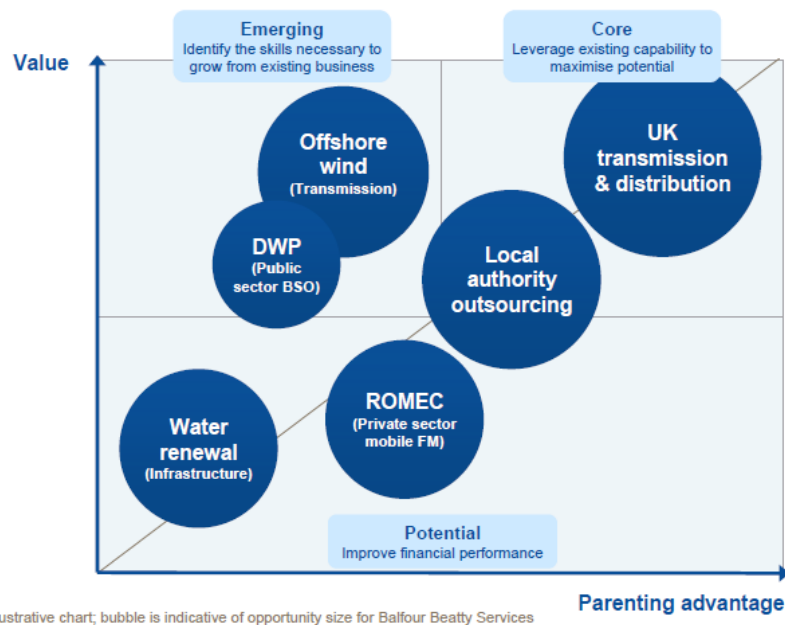 Emerging
Identify the skills necessary to
grow from existing business
Core
Leverage existing capability to
maximise potential
Value
Offshore
wind
(Transmission)
UK
transmission
& distribution
DWP
(Public
sector BSO)
Local
authority
outsourcing
Water
renewal
(Infrastructure)
ROMEC
(Private sector
mobile FM)
Potential
Improve financial performance
Parenting advantage
ustrative chart; bubble is indicative of opportunity size for Balfour Beatty Services